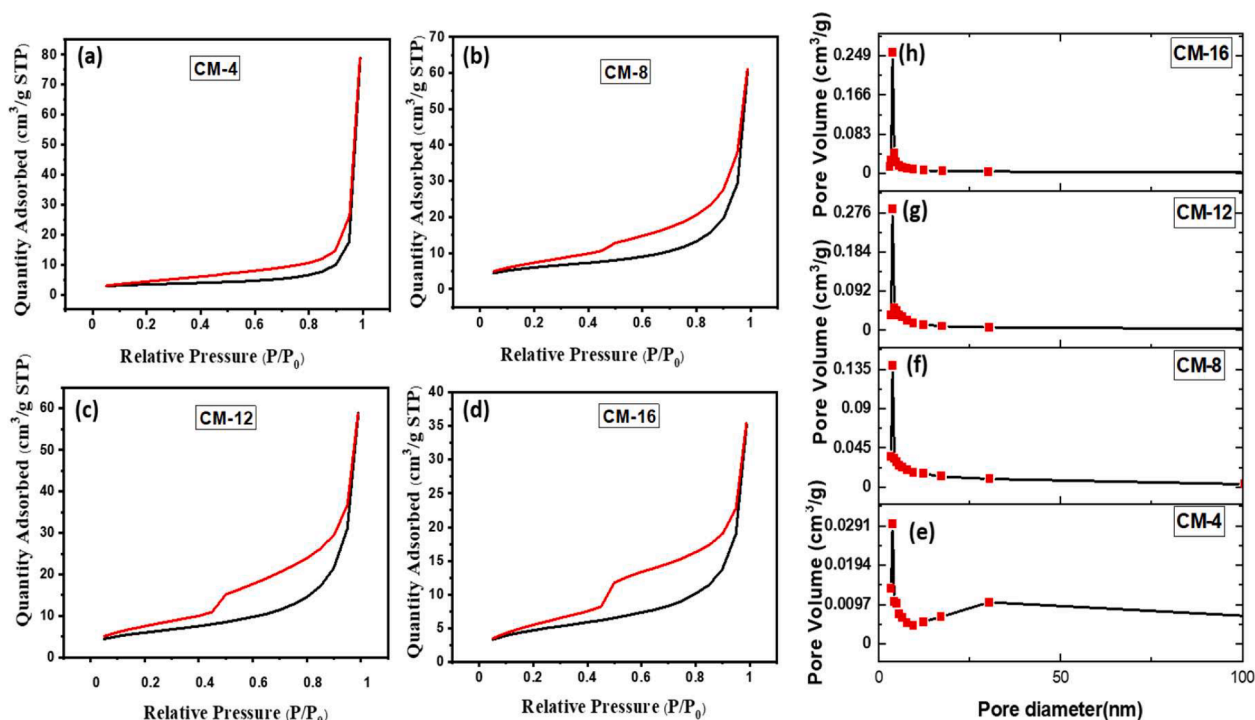 (a)
CM-4
Quantity Adsorbed (cm³/g STP)
80
70
60
50
40
30
20
10
0
0 0.2 0.4 0.6 0.8 1
Relative Pressure (P/P₀)
(b)
CM-8
Quantity Adsorbed (cm³/g STP)
70
60
50
40
30
20
10
0
0 0.2 0.4 0.6 0.8 1
Relative Pressure (P/P₀)
(c)
CM-12
Quantity Adsorbed (cm³/g STP)
60
50
40
30
20
10
0
0 0.2 0.4 0.6 0.8 1
Relative Pressure (P/P₀)
(d)
CM-16
Quantity Adsorbed (cm³/g STP)
40
35
30
25
20
15
10
5
0
0 0.2 0.4 0.6 0.8 1
Relative Pressure (P/P₀)
(h)
CM-16
Pore Volume (cm³/g)
0.249
0.166
0.083
0
(g)
CM-12
Pore Volume (cm³/g)
0.276
0.184
0.092
0
(f)
CM-8
Pore Volume (cm³/g)
0.135
0.09
0.045
0
(e)
CM-4
Pore Volume (cm³/g)
0.0291
0.0194
0.0097
0
0 25 50 75 100
Pore diameter(nm)